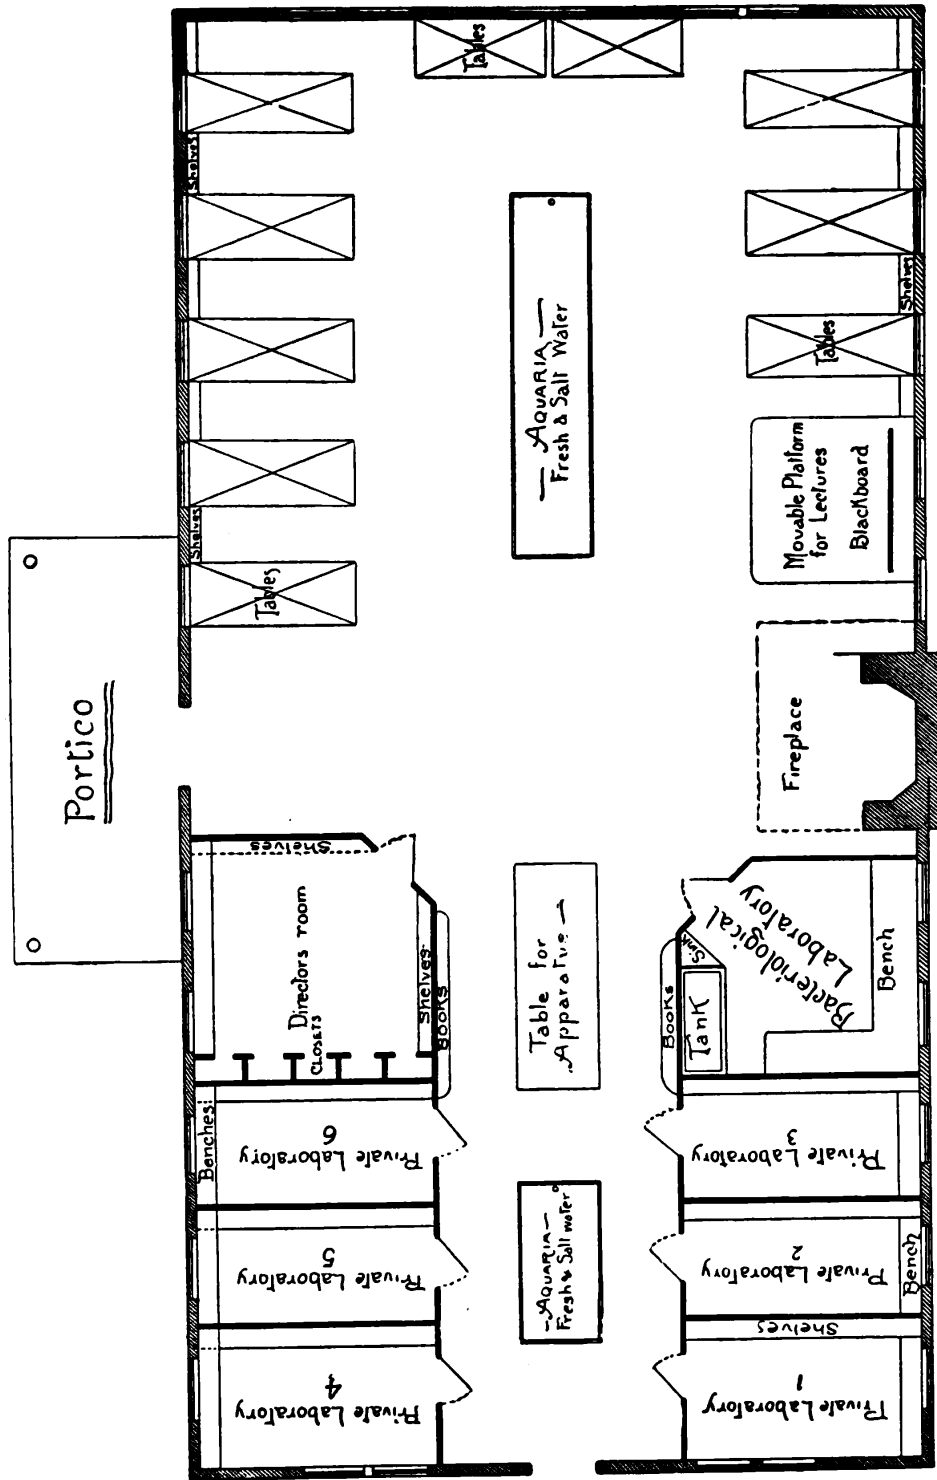 Tables
Shelves
— AQUARIA —
Fresh & Salt Water
Shelves
Tables
Movable Platform
for Lectures
Blackboard
Shelves
Tables
Portico
Fireplace
Shelves
Directors room
CLOSETS
Shelves
BOOKS
Table for
Apparatus
BOOKS
Sink
Tank
Bacteriological
Laboratory
Bench
Benches
6
Private Laboratory
3
Private Laboratory
5
Private Laboratory
— AQUARIA —
Fresh & Salt water
2
Private Laboratory
Bench
Shelves
4
Private Laboratory
1
Private Laboratory